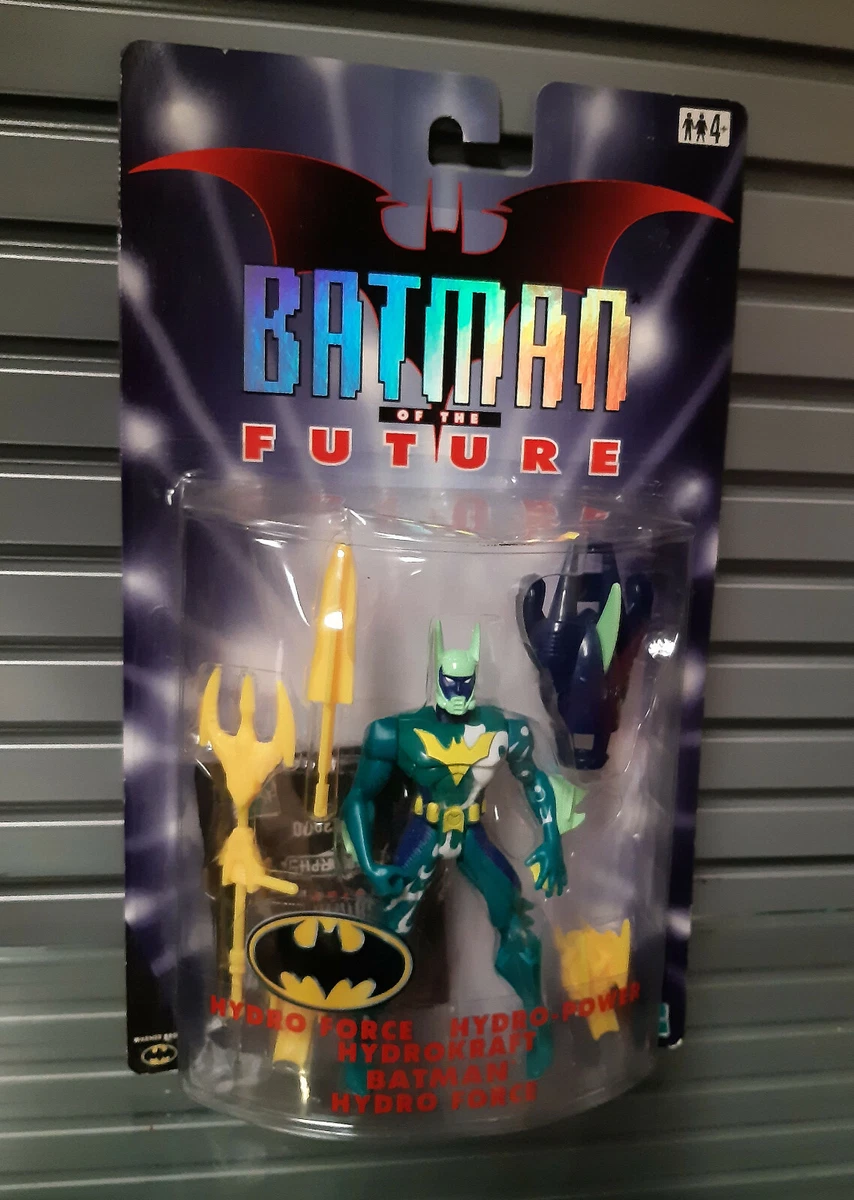 4+
BATMAN*
OF THE
FUTURE
HYDRO FORCE HYDRO-POWER
HYDROKRAFT
BATMAN
HYDRO FORCE